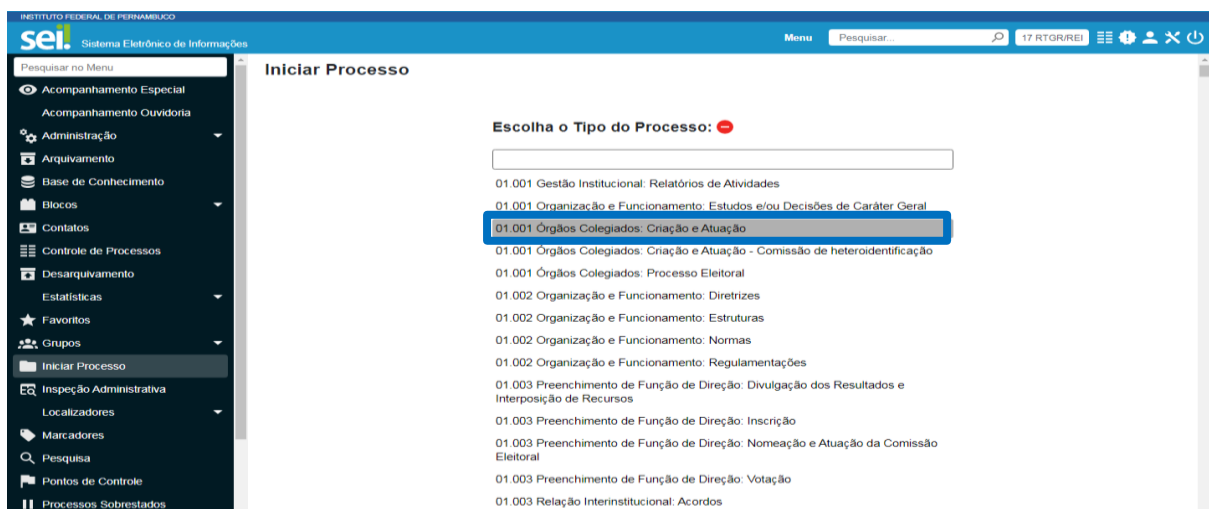 INSTITUTO FEDERAL DE PERNAMBUCO
sei. Sistema Eletrônico de Informações
Menu
Pesquisar...
17 RTGR/REI
Pesquisar no Menu
Acompanhamento Especial
Acompanhamento Ouvidoria
Administração
Arquivamento
Base de Conhecimento
Blocos
Contatos
Controle de Processos
Desarquivamento
Estatísticas
Favoritos
Grupos
Iniciar Processo
Inspeção Administrativa
Localizadores
Marcadores
Pesquisa
Pontos de Controle
Processos Sobrestados
Iniciar Processo
Escolha o Tipo do Processo:
01.001 Gestão Institucional: Relatórios de Atividades
01.001 Organização e Funcionamento: Estudos e/ou Decisões de Caráter Geral
01.001 Órgãos Colegiados: Criação e Atuação
01.001 Órgãos Colegiados: Criação e Atuação - Comissão de heteroidentificação
01.001 Órgãos Colegiados: Processo Eleitoral
01.002 Organização e Funcionamento: Diretrizes
01.002 Organização e Funcionamento: Estruturas
01.002 Organização e Funcionamento: Normas
01.002 Organização e Funcionamento: Regulamentações
01.003 Preenchimento de Função de Direção: Divulgação dos Resultados e
Interposição de Recursos
01.003 Preenchimento de Função de Direção: Inscrição
01.003 Preenchimento de Função de Direção: Nomeação e Atuação da Comissão
Eleitoral
01.003 Preenchimento de Função de Direção: Votação
01.003 Relação Interinstitucional: Acordos